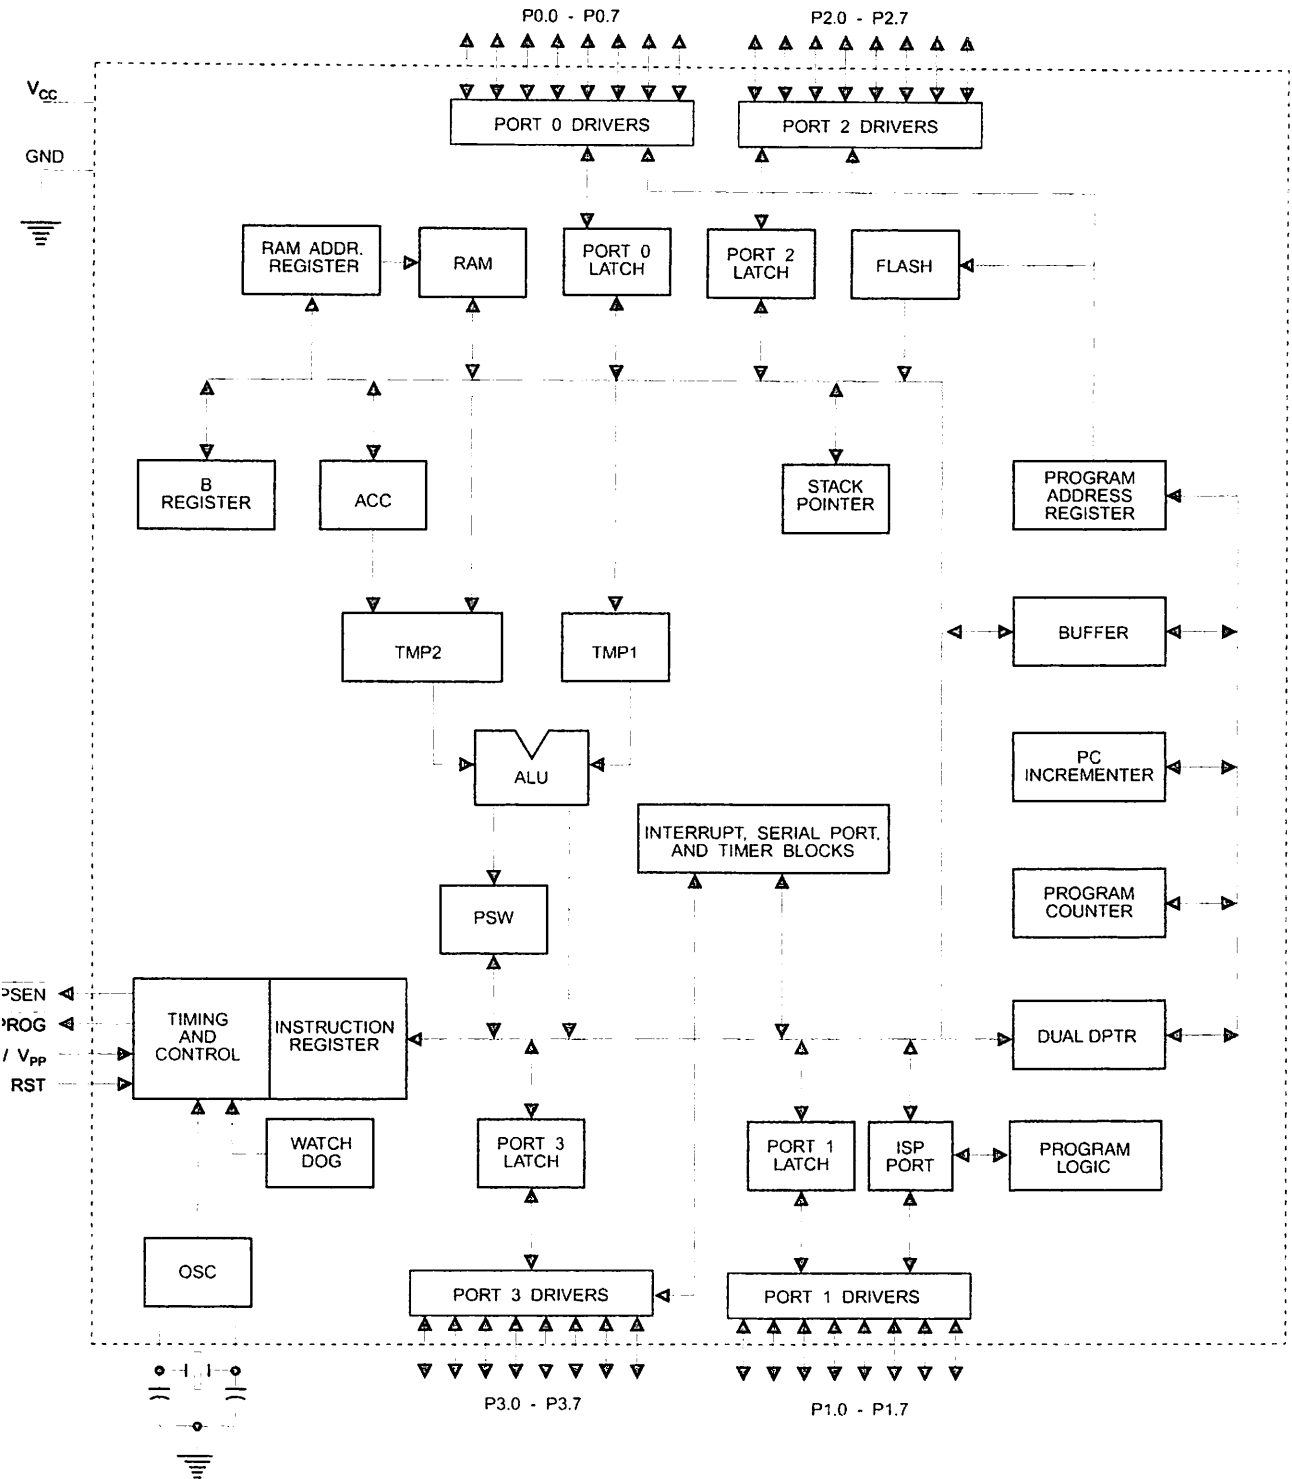 P0.0 - P0.7
P2.0 - P2.7
VCC
GND
PORT 0 DRIVERS
PORT 2 DRIVERS
RAM ADDR.
REGISTER
RAM
PORT 0
LATCH
PORT 2
LATCH
FLASH
B
REGISTER
ACC
STACK
POINTER
PROGRAM
ADDRESS
REGISTER
TMP2
TMP1
BUFFER
ALU
PC
INCREMENTER
INTERRUPT, SERIAL PORT,
AND TIMER BLOCKS
PSW
PROGRAM
COUNTER
PSEN
PROG
/ VPP
RST
TIMING
AND
CONTROL
INSTRUCTION
REGISTER
DUAL DPTR
WATCH
DOG
PORT 3
LATCH
PORT 1
LATCH
ISP
PORT
PROGRAM
LOGIC
OSC
PORT 3 DRIVERS
PORT 1 DRIVERS
P3.0 - P3.7
P1.0 - P1.7